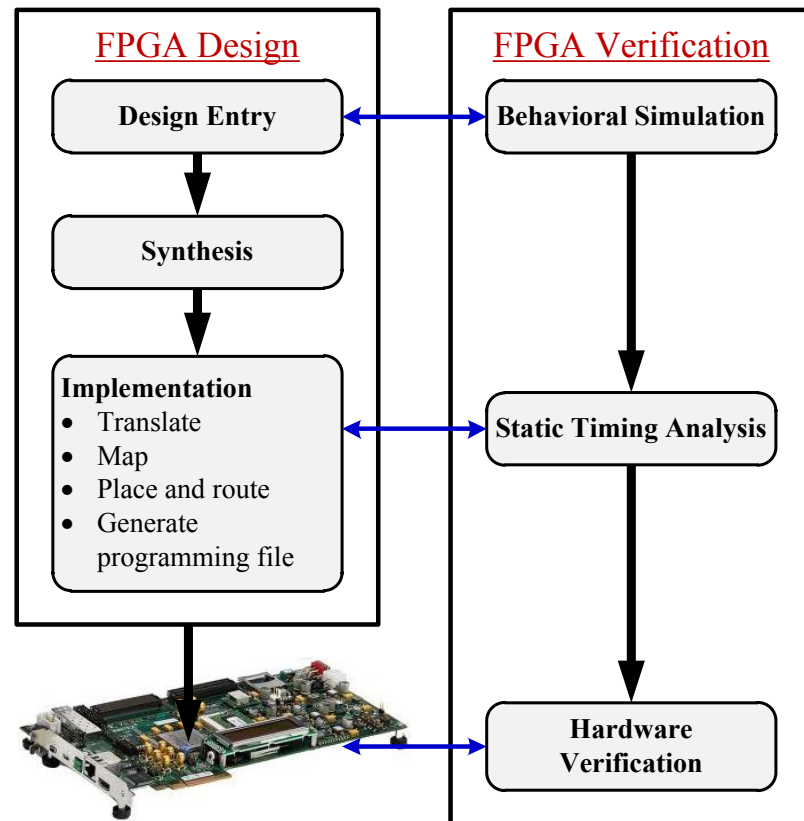 FPGA Design
Design Entry
Synthesis
Implementation
• Translate
• Map
• Place and route
• Generate
programming file
FPGA Verification
Behavioral Simulation
Static Timing Analysis
Hardware
Verification